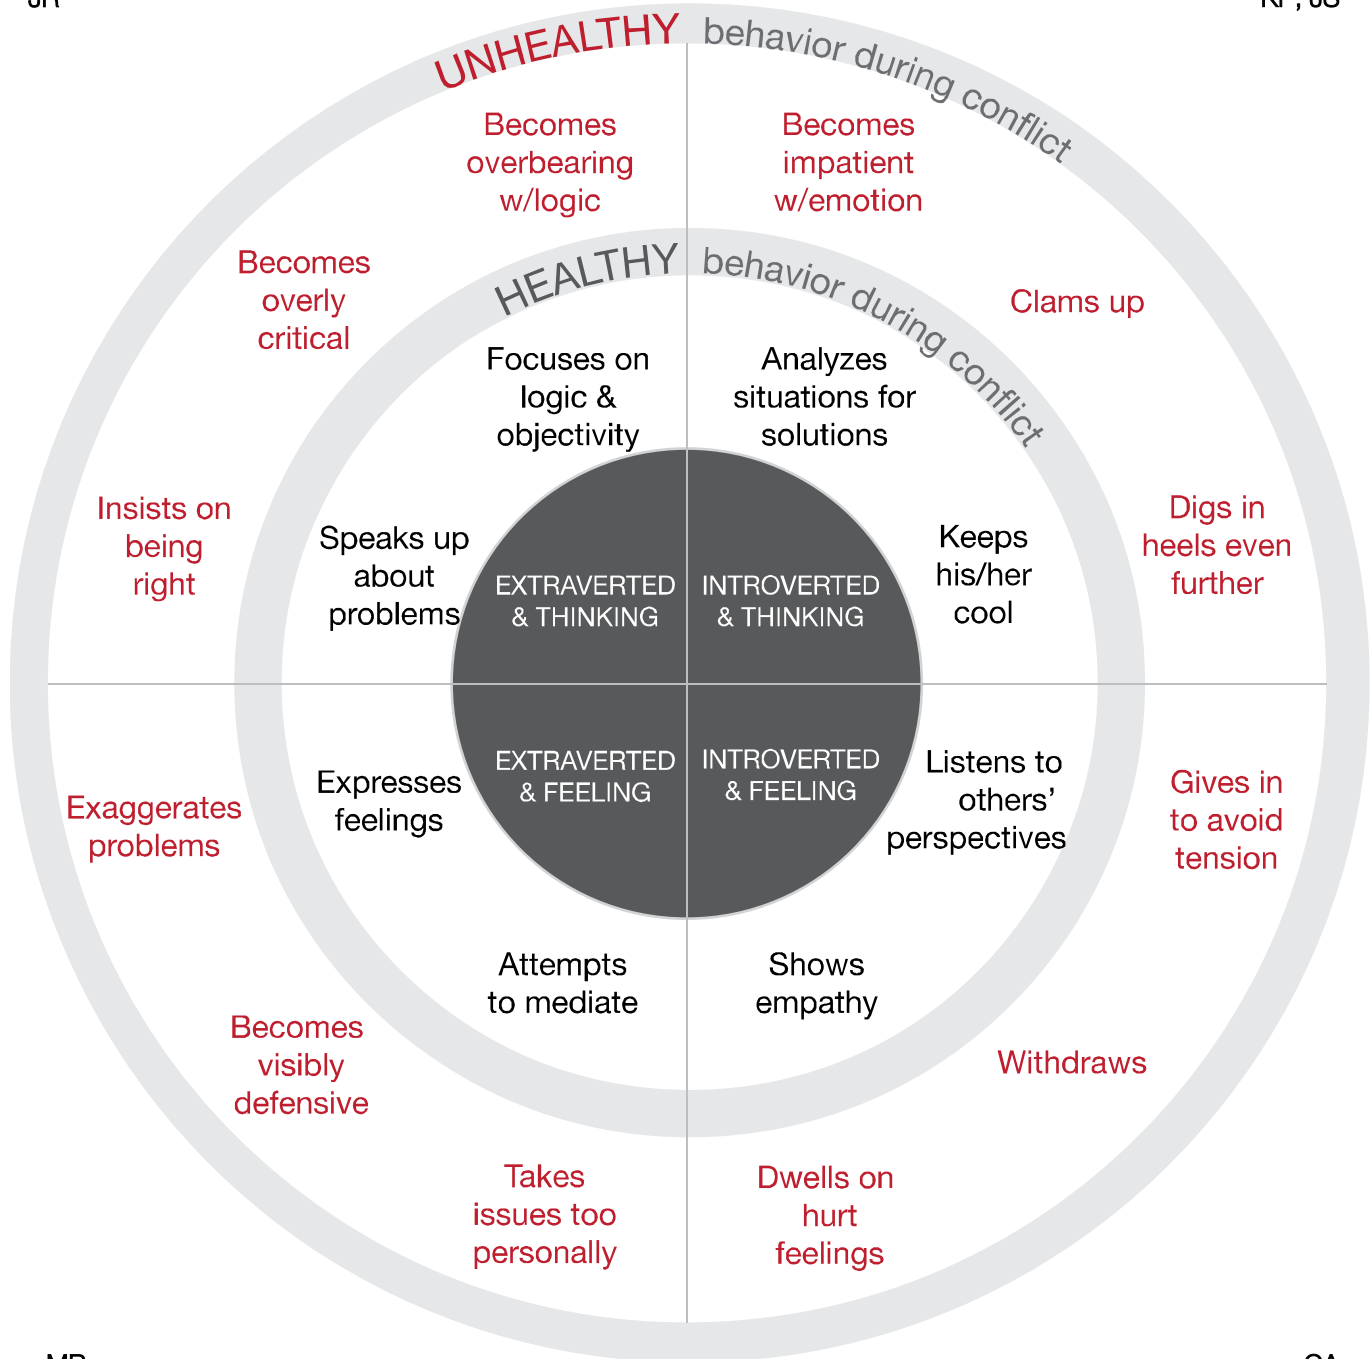 UNHEALTHY behavior during conflict
Becomes
overbearing
w/logic
Becomes
impatient
w/emotion
Becomes
overly
critical
Clams up
Insists on
being
right
Digs in
heels even
further
HEALTHY behavior during conflict
Focuses on
logic &
objectivity
Analyzes
situations for
solutions
Speaks up
about
problems
Keeps
his/her
cool
EXTRAVERTED
& THINKING
INTROVERTED
& THINKING
EXTRAVERTED
& FEELING
INTROVERTED
& FEELING
Expresses
feelings
Listens to
others’
perspectives
Attempts
to mediate
Shows
empathy
Exaggerates
problems
Gives in
to avoid
tension
Becomes
visibly
defensive
Withdraws
Takes
issues too
personally
Dwells on
hurt
feelings